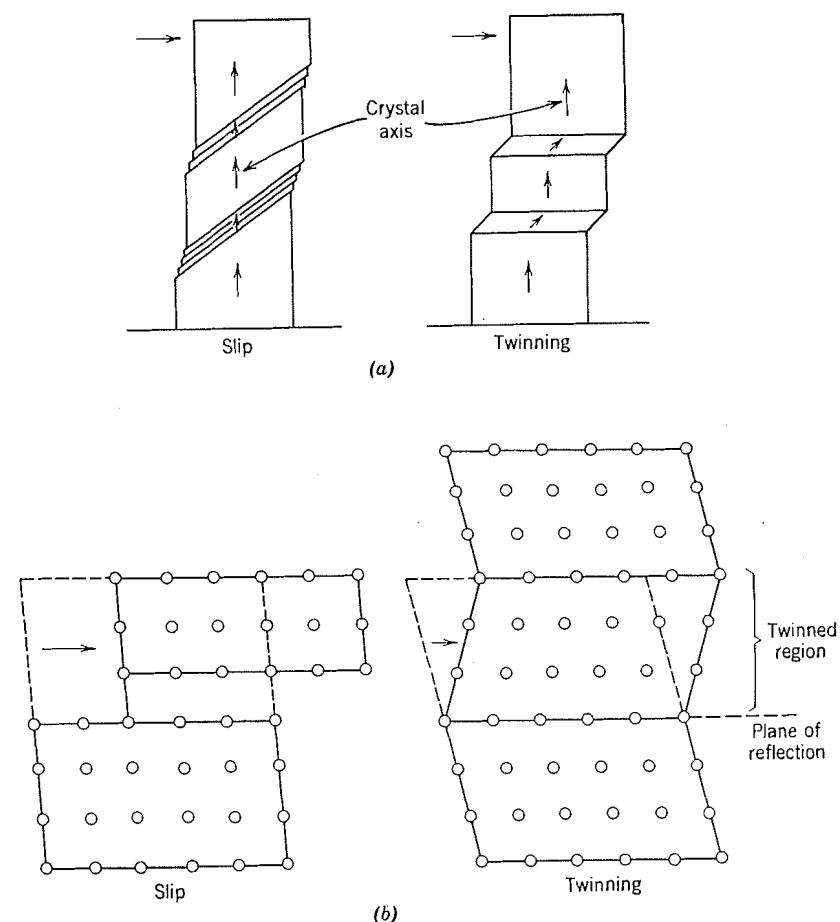 Crystal
axis
Slip
Twinning
(a)
Twinned
region
Plane of
reflection
Slip
Twinning
(b)